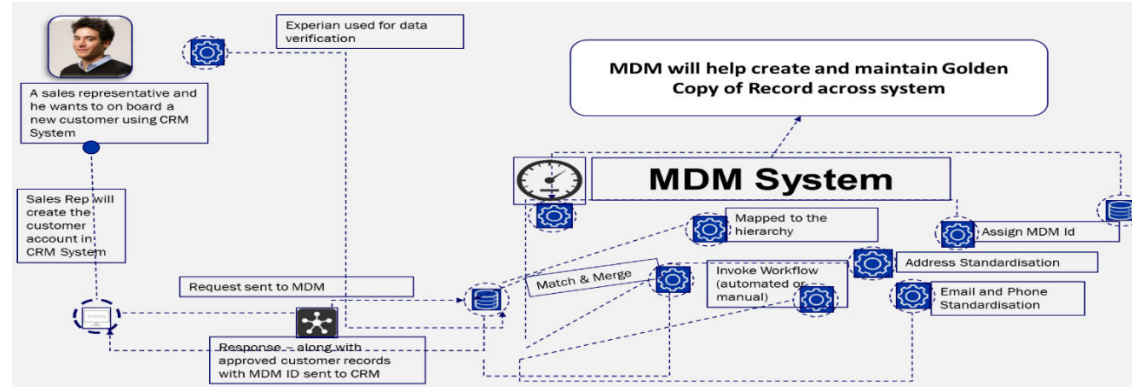 Experian used for data
verification
A sales representative and
he wants to on board a
new customer using CRM
System
MDM will help create and maintain Golden
Copy of Record across system
MDM System
Sales Rep will
create the
customer
account in
CRM System
Mapped to the
hierarchy
Assign MDM Id
Match & Merge
Invoke Workflow
(automated or
manual)
Address Standardisation
Email and Phone
Standardisation
Request sent to MDM
Response – along with
approved customer records
with MDM ID sent to CRM